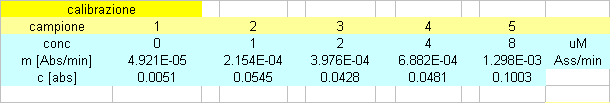 calibrazione
campione 1 2 3 4 5
conc 0 1 2 4 8 uM
m [Abs/min] 4.921E-05 2.154E-04 3.976E-04 6.882E-04 1.298E-03 Ass/min
c [abs] 0.0051 0.0545 0.0428 0.0481 0.1003